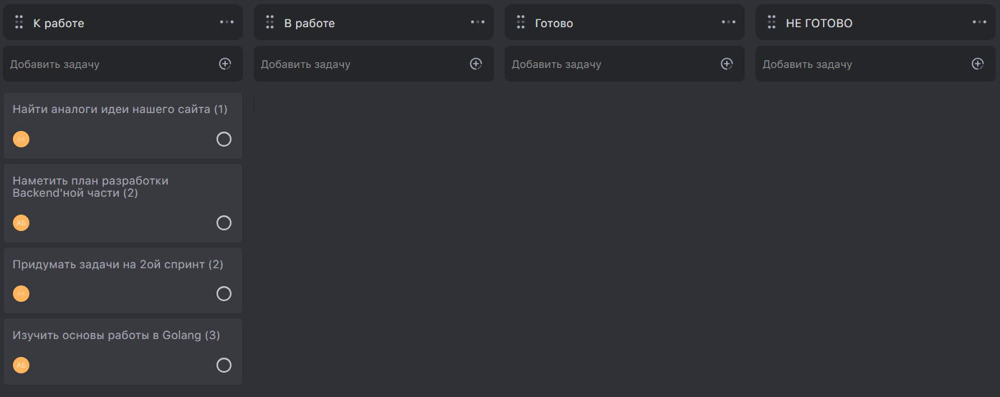 К работе
В работе
Готово
НЕ ГОТОВО
Добавить задачу
Добавить задачу
Добавить задачу
Добавить задачу
Найти аналоги идеи нашего сайта (1)
Наметить план разработки
Backend'ной части (2)
АБ
Придумать задачи на 2ой спринт (2)
Изучить основы работы в Golang (3)
АБ